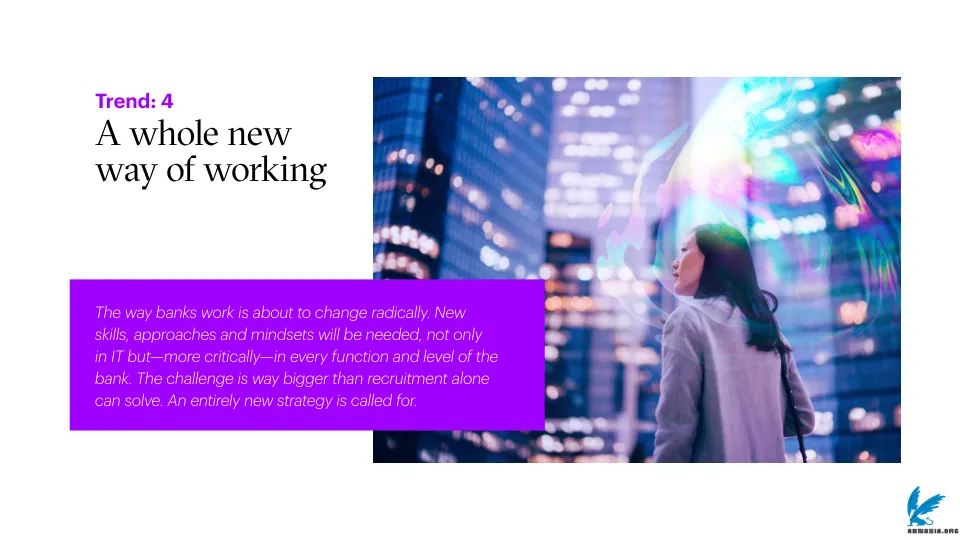 Trend: 4
A whole new
way of working
The way banks work is about to change radically. New
skills, approaches and mindsets will be needed, not only
in IT but—more critically—in every function and level of the
bank. The challenge is way bigger than recruitment alone
can solve. An entirely new strategy is called for.
ABNASIA.ORG